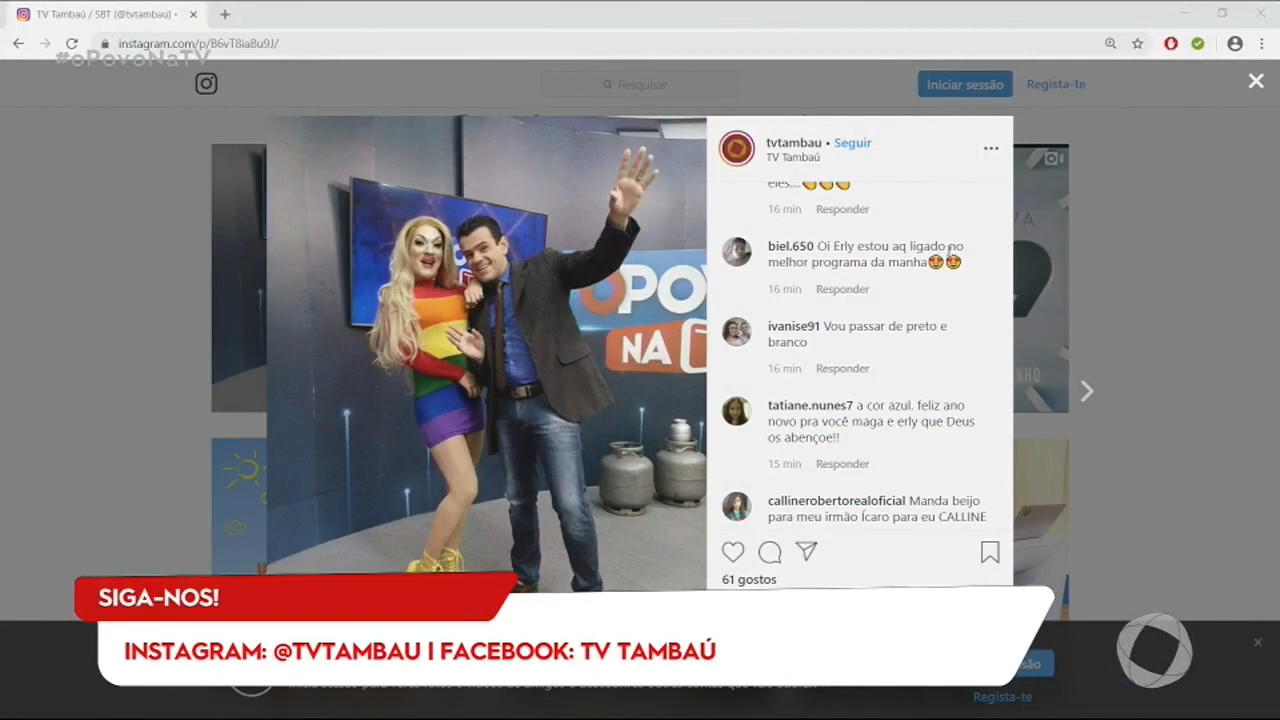 TV Tambaú / SBT (@tvtambau) •
instagram.com/p/B6vT8iaBu9J/
#oPovoNaTV
Pesquisar
Iniciar sessão
Regista-te
tvtambau • Seguir
TV Tambaú
eles....
16 min Responder
biel.650 Oi Erly estou aq ligado no
melhor programa da manha
16 min Responder
ivanise91 Vou passar de preto e
branco
16 min Responder
tatiane.nunes7 a cor azul, feliz ano
novo pra você maga e erly que Deus
os abençoe!!
15 min Responder
callinerobertorealoficial Manda beijo
para meu irmão Ícaro para eu CALLINE
61 gostos
OPOVO
NA
SIGA-NOS!
INSTAGRAM: @TVTAMBAU | FACEBOOK: TV TAMBAÚ
Regista-te